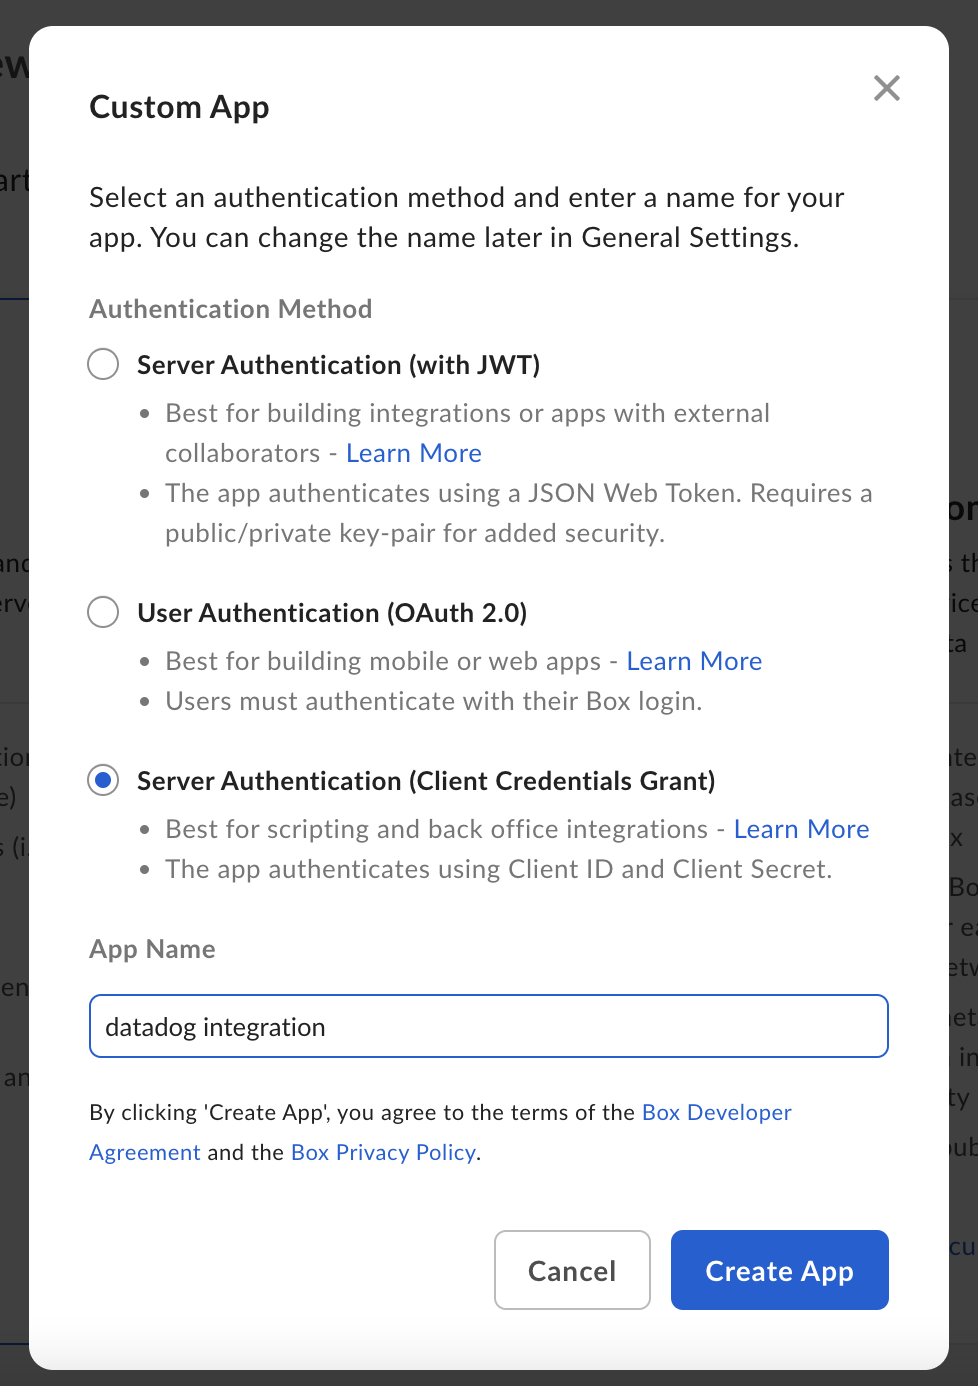 Custom App
Select an authentication method and enter a name for your
app. You can change the name later in General Settings.
Authentication Method
Server Authentication (with JWT)
• Best for building integrations or apps with external
collaborators - Learn More
• The app authenticates using a JSON Web Token. Requires a
public/private key-pair for added security.
User Authentication (OAuth 2.0)
• Best for building mobile or web apps - Learn More
• Users must authenticate with their Box login.
Server Authentication (Client Credentials Grant)
• Best for scripting and back office integrations - Learn More
• The app authenticates using Client ID and Client Secret.
App Name
datadog integration
By clicking 'Create App', you agree to the terms of the Box Developer
Agreement and the Box Privacy Policy.
Cancel
Create App